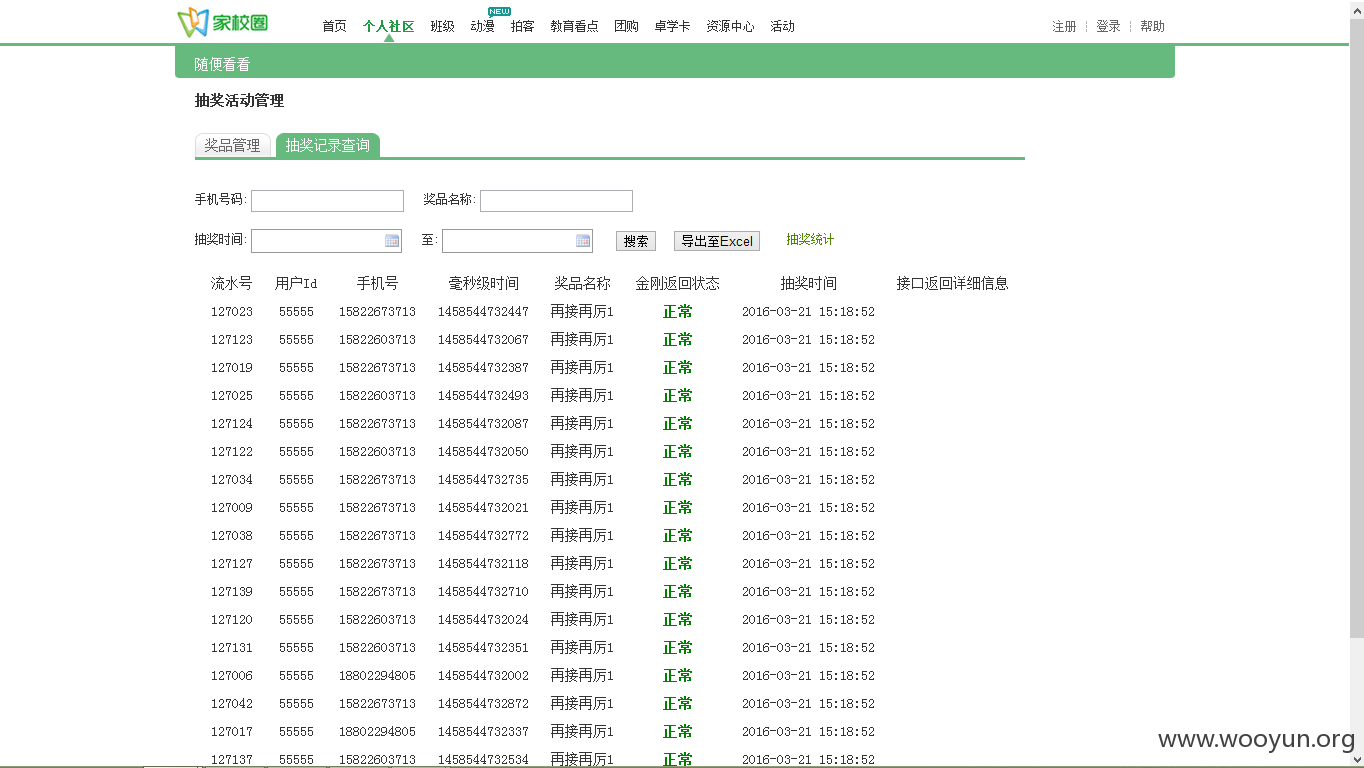 家校圈 首页 个人社区 班级 动漫 NEW 拍客 教育看点 团购 卓学卡 资源中心 活动 注册 登录 帮助
随便看看
抽奖活动管理
奖品管理 抽奖记录查询
手机号码: 奖品名称:
抽奖时间: 至: 搜索 导出至Excel 抽奖统计
流水号 用户Id 手机号 毫秒级时间 奖品名称 金刚返回状态 抽奖时间 接口返回详细信息
127023 55555 15822673713 1458544732447 再接再厉1 正常 2016-03-21 15:18:52
127123 55555 15822603713 1458544732067 再接再厉1 正常 2016-03-21 15:18:52
127019 55555 15822673713 1458544732387 再接再厉1 正常 2016-03-21 15:18:52
127025 55555 15822603713 1458544732493 再接再厉1 正常 2016-03-21 15:18:52
127124 55555 15822673713 1458544732087 再接再厉1 正常 2016-03-21 15:18:52
127122 55555 15822603713 1458544732050 再接再厉1 正常 2016-03-21 15:18:52
127034 55555 15822673713 1458544732735 再接再厉1 正常 2016-03-21 15:18:52
127009 55555 15822673713 1458544732021 再接再厉1 正常 2016-03-21 15:18:52
127038 55555 15822673713 1458544732772 再接再厉1 正常 2016-03-21 15:18:52
127127 55555 15822673713 1458544732118 再接再厉1 正常 2016-03-21 15:18:52
127139 55555 15822673713 1458544732710 再接再厉1 正常 2016-03-21 15:18:52
127120 55555 15822603713 1458544732024 再接再厉1 正常 2016-03-21 15:18:52
127131 55555 15822603713 1458544732351 再接再厉1 正常 2016-03-21 15:18:52
127006 55555 18802294805 1458544732002 再接再厉1 正常 2016-03-21 15:18:52
127042 55555 15822673713 1458544732872 再接再厉1 正常 2016-03-21 15:18:52
127017 55555 18802294805 1458544732337 再接再厉1 正常 2016-03-21 15:18:52
127137 55555 15822603713 1458544732534 再接再厉1 正常 2016-03-21 15:18:52
www.wooyun.org